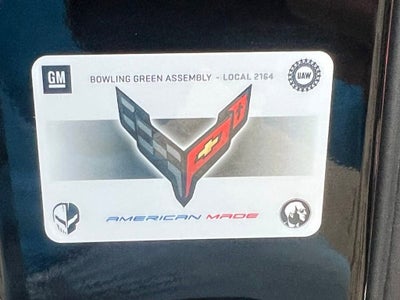 GM
BOWLING GREEN ASSEMBLY - LOCAL 2164
UAW
AMERICAN MADE